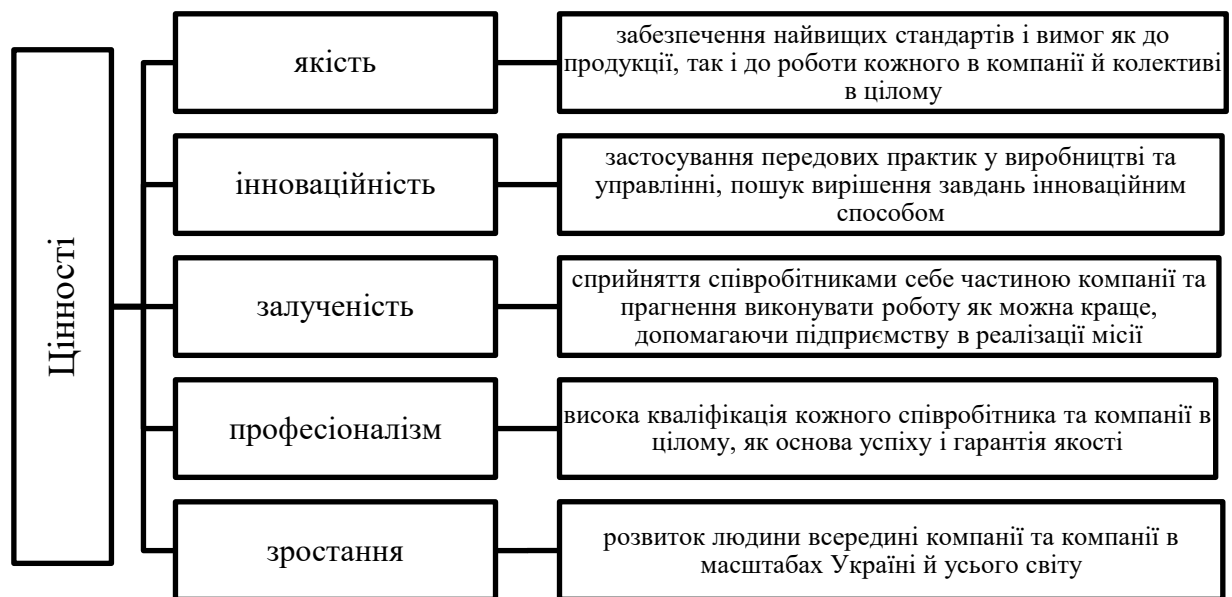 Цінності
якість
забезпечення найвищих стандартів і вимог як до
продукції, так і до роботи кожного в компанії й колективі
в цілому
інноваційність
застосування передових практик у виробництві та
управлінні, пошук вирішення завдань інноваційним
способом
залученість
сприйняття співробітниками себе частиною компанії та
прагнення виконувати роботу як можна краще,
допомагаючи підприємству в реалізації місії
професіоналізм
висока кваліфікація кожного співробітника та компанії в
цілому, як основа успіху і гарантія якості
зростання
розвиток людини всередині компанії та компанії в
масштабах Україні й усього світу